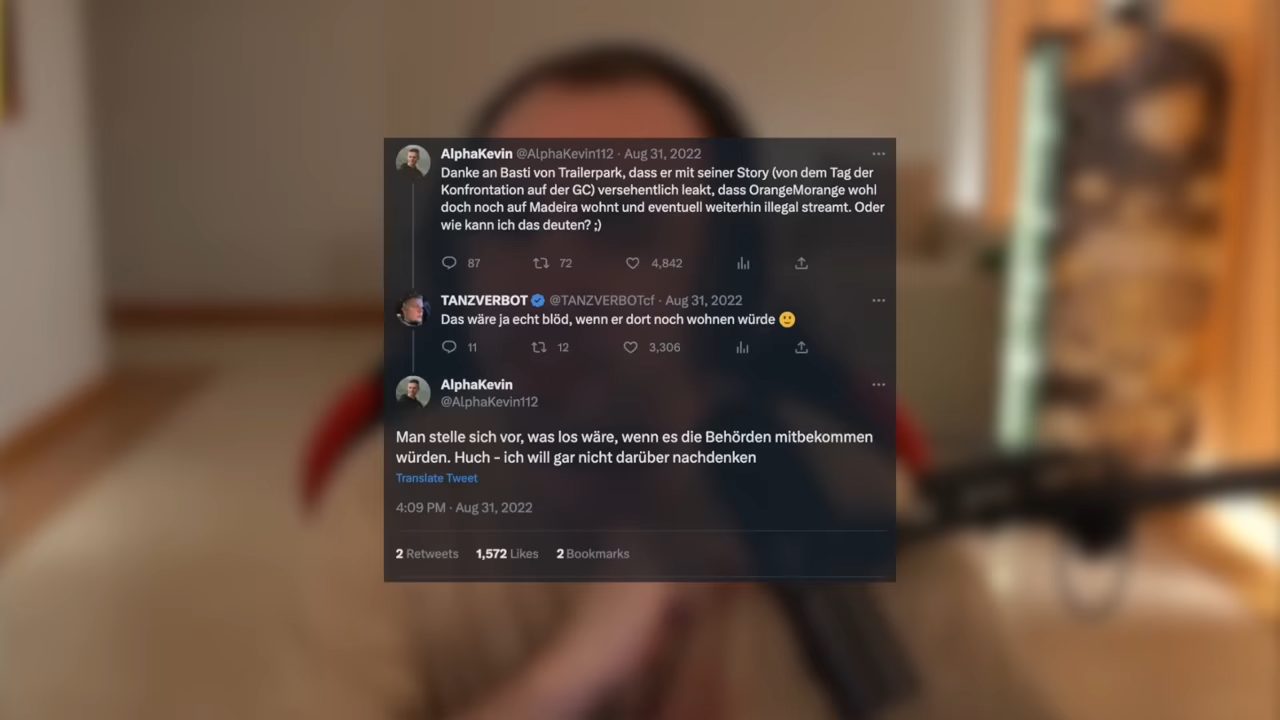 AlphaKevin @AlphaKevin112 · Aug 31, 2022
Danke an Basti von Trailerpark, dass er mit seiner Story (von dem Tag der
Konfrontation auf der GC) versehentlich leakt, dass OrangeMorange wohl
doch noch auf Madeira wohnt und eventuell weiterhin illegal streamt. Oder
wie kann ich das deuten? ;)
87 72 4,842
TANZVERBOT @TANZVERBOTcf · Aug 31, 2022
Das wäre ja echt blöd, wenn er dort noch wohnen würde 🙂
11 12 3,306
AlphaKevin
@AlphaKevin112
Man stelle sich vor, was los wäre, wenn es die Behörden mitbekommen
würden. Huch - ich will gar nicht darüber nachdenken
Translate Tweet
4:09 PM · Aug 31, 2022
2 Retweets 1,572 Likes 2 Bookmarks